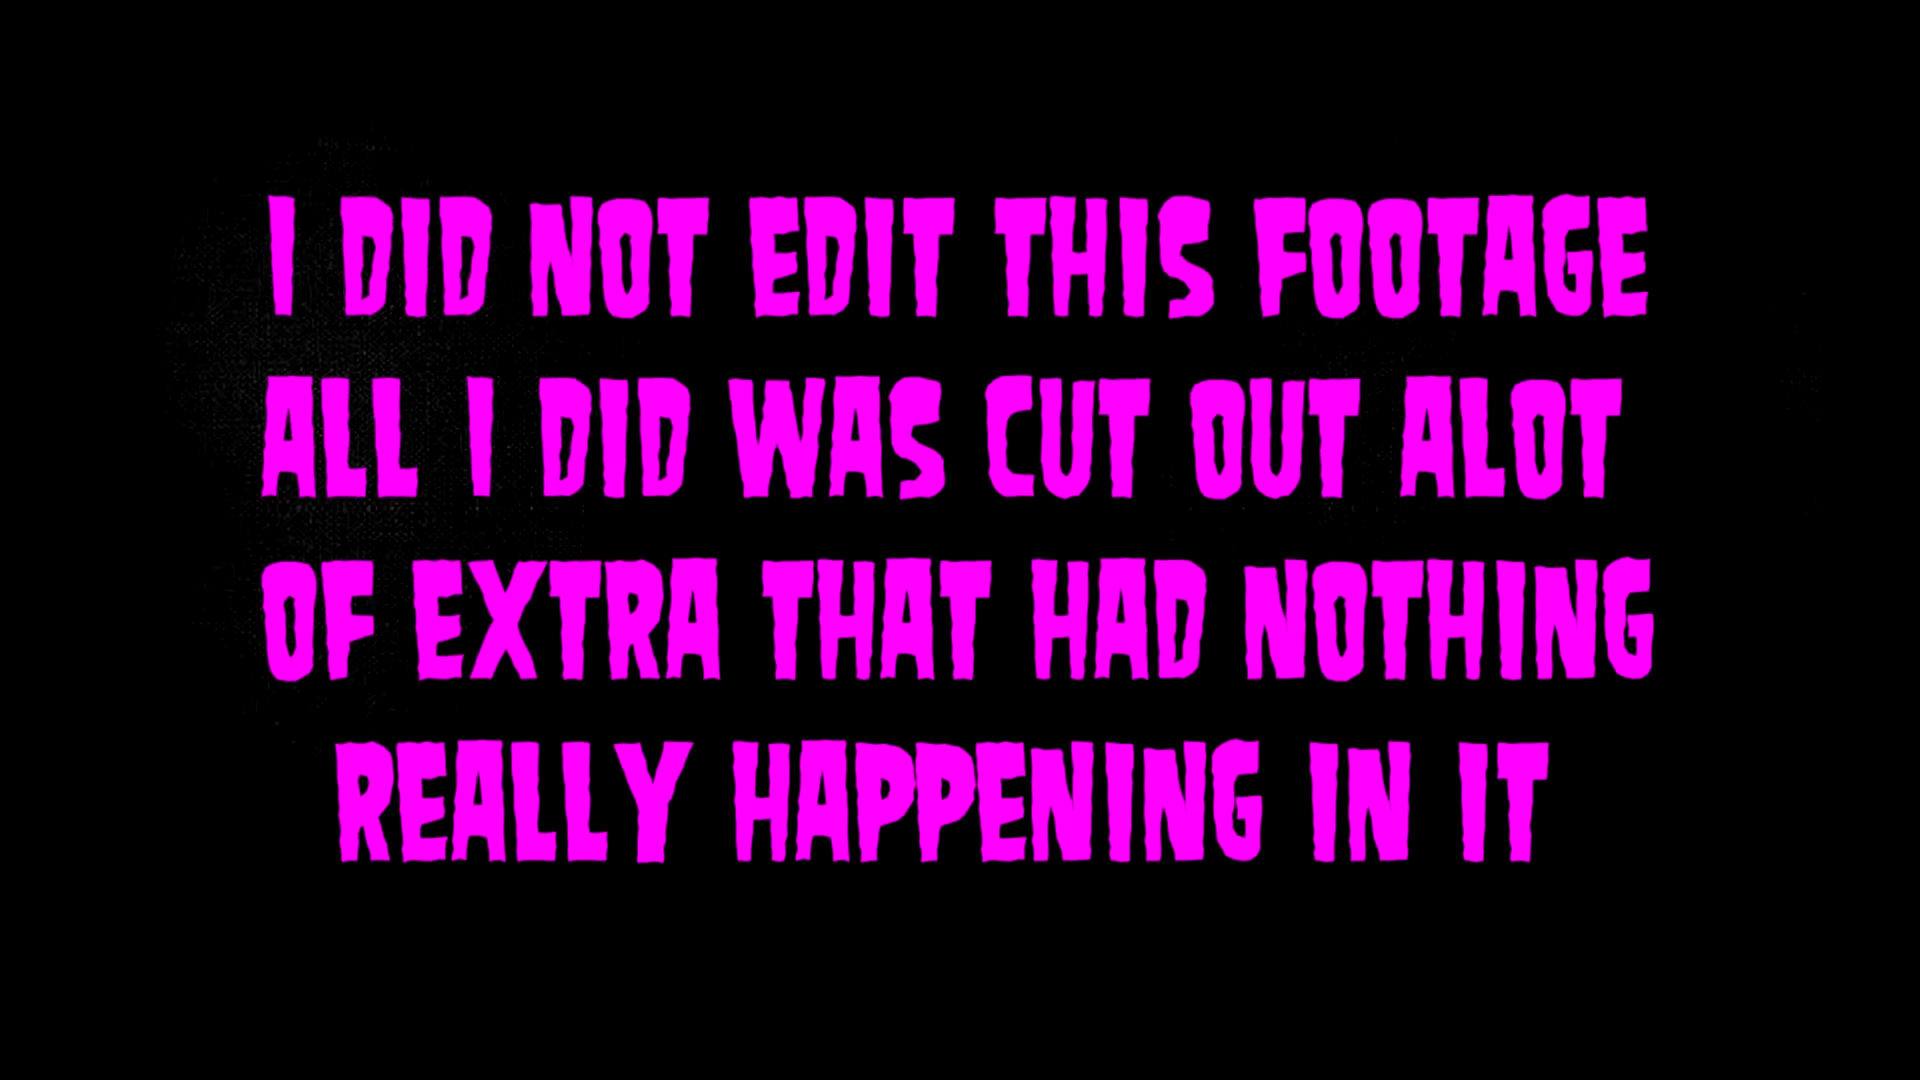 I DID NOT EDIT THIS FOOTAGE
ALL I DID WAS CUT OUT ALOT
OF EXTRA THAT HAD NOTHING
REALLY HAPPENING IN IT